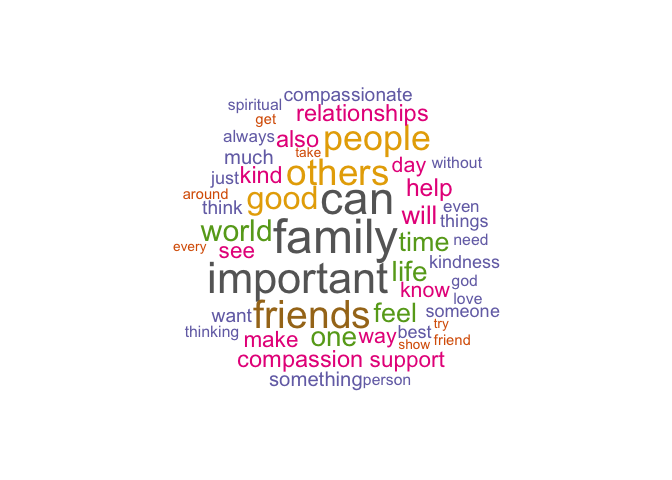 compassionate
spiritual
relationships
get
always also people
take
much others day without
just kind
around good can help
think will even
things
world family time need
every see
important life kindness
know god
love
want friends feel someone
thinking make one way best try
show friend
compassion support
something person